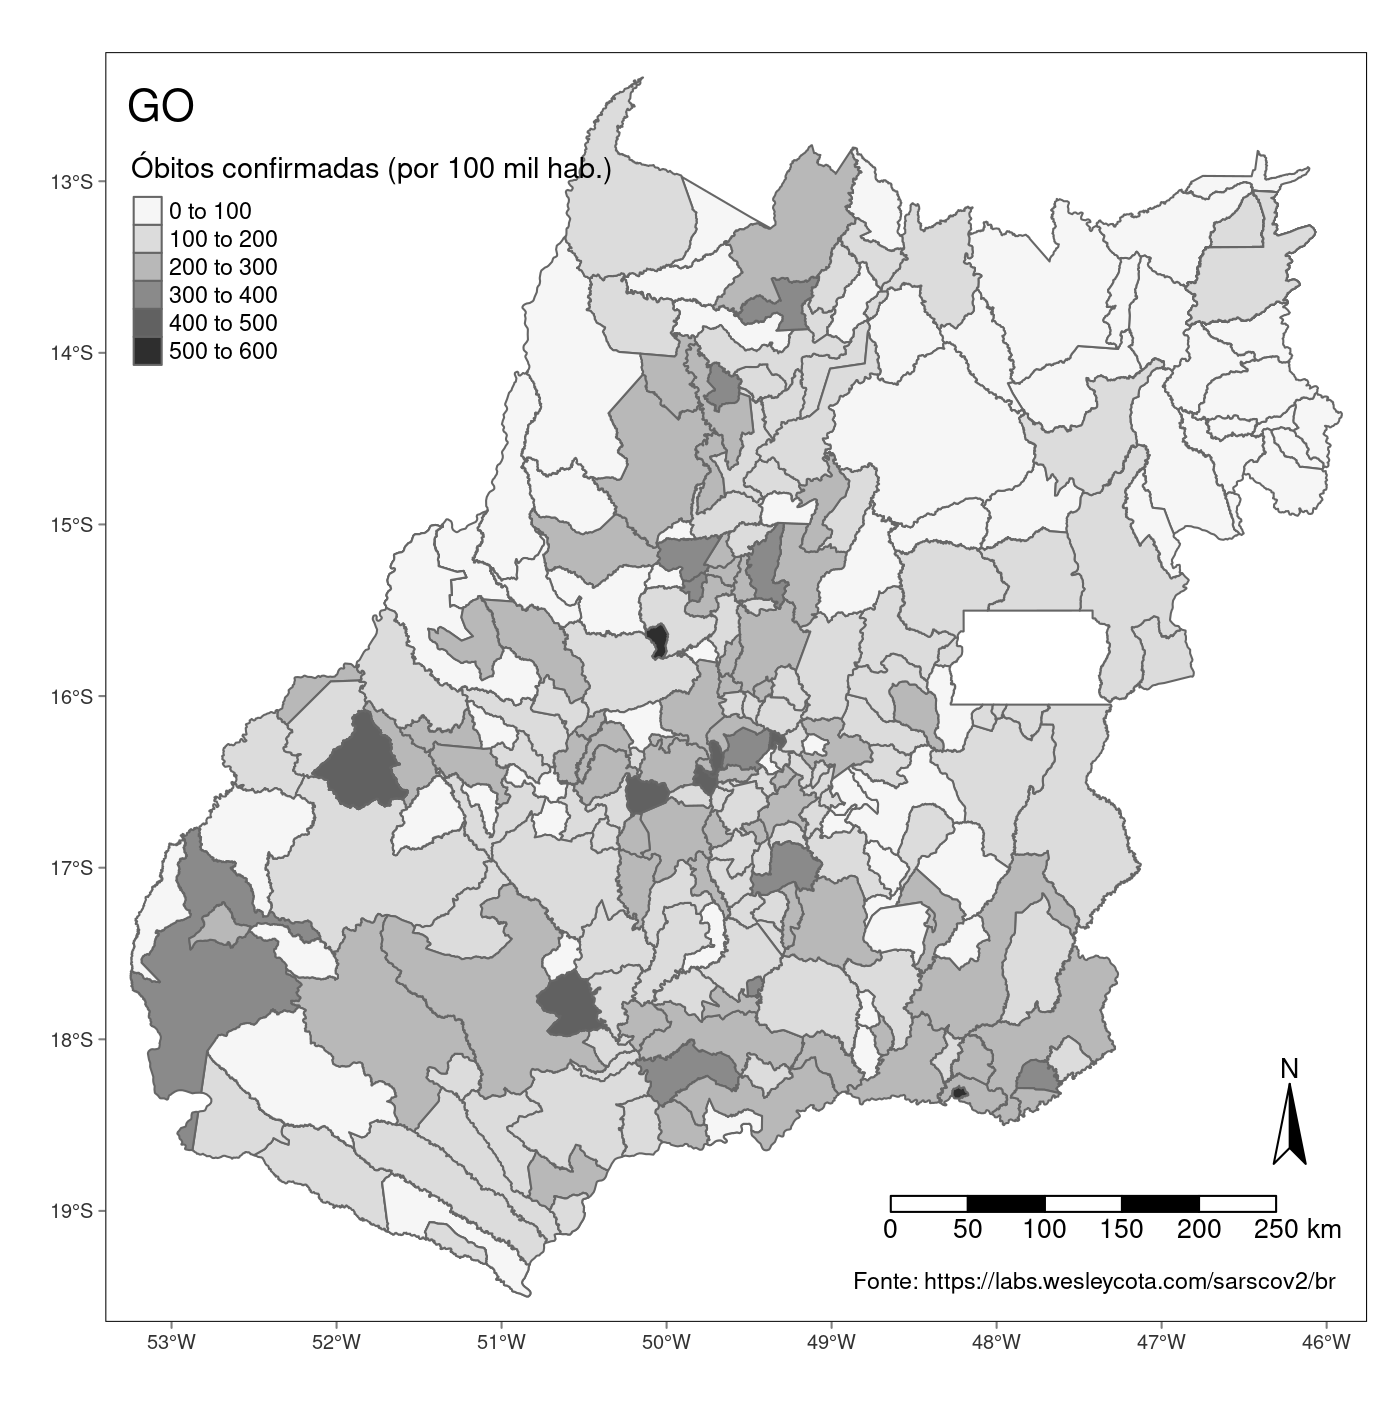 GO
Óbitos confirmadas (por 100 mil hab.)
0 to 100
100 to 200
200 to 300
300 to 400
400 to 500
500 to 600
13°S
14°S
15°S
16°S
17°S
18°S
19°S
N
0 50 100 150 200 250 km
Fonte: https://labs.wesleycota.com/sarscov2/br
53°W 52°W 51°W 50°W 49°W 48°W 47°W 46°W